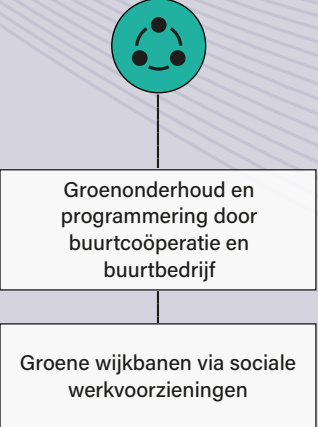 Groenonderhoud en
programmering door
buurtcoöperatie en
buurtbedrijf
Groene wijkbanen via sociale
werkvoorzieningen